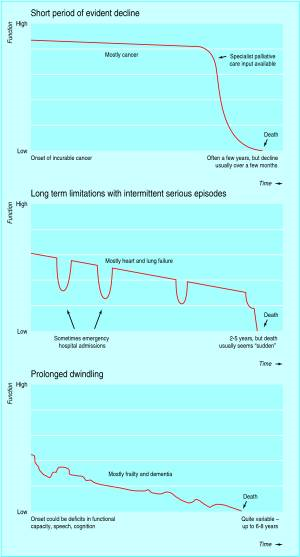 Short period of evident decline
Function
High
Mostly cancer
Specialist palliative
care input available
Death
Low
Onset of incurable cancer
Often a few years, but decline
usually over a few months
Time
Long term limitations with intermittent serious episodes
Function
High
Mostly heart and lung failure
Death
Low
Sometimes emergency
hospital admissions
2-5 years, but death
usually seems "sudden"
Time
Prolonged dwindling
Function
High
Mostly frailty and dementia
Death
Low
Onset could be deficits in functional
capacity, speech, cognition
Quite variable –
up to 6-8 years
Time